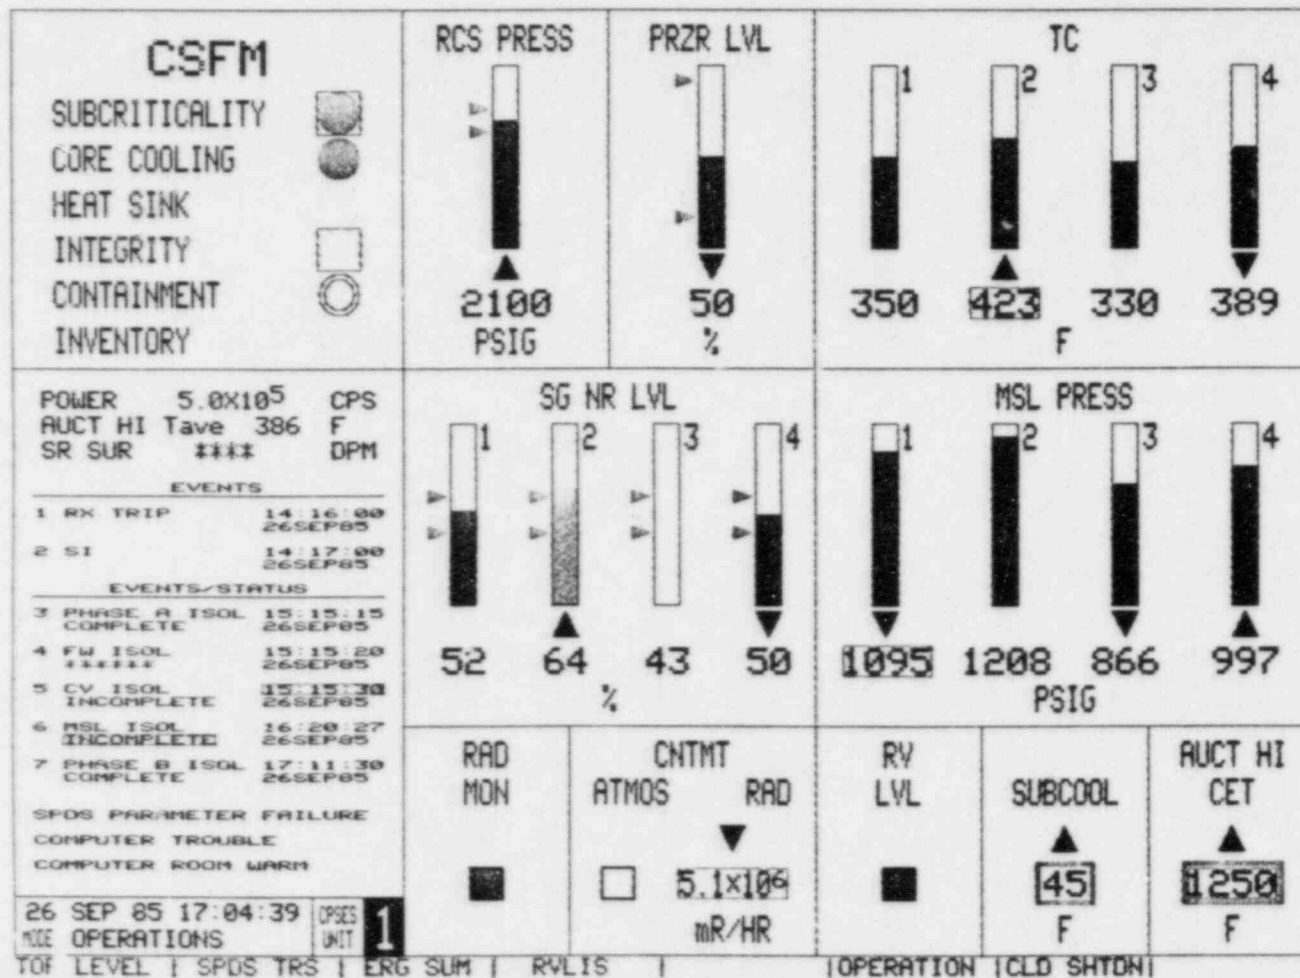 CSFM
SUBCRITICALITY
CORE COOLING
HEAT SINK
INTEGRITY
CONTAINMENT
INVENTORY
RCS PRESS
2100
PSIG
PRZR LVL
50
%
TC
1 2 3 4
350 423 330 389
F
POWER 5.0X10⁵ CPS
AUCT HI Tave 386 F
SR SUR **** DPM
EVENTS
1 RX TRIP 14:16:00
26SEP85
2 SI 14:17:00
26SEP85
EVENTS/STATUS
3 PHASE A ISOL 15:15:15
COMPLETE 26SEP85
4 FW ISOL 15:15:20
****** 26SEP85
5 CV ISOL 15:15:30
INCOMPLETE 26SEP85
6 MSL ISOL 16:20:27
INCOMPLETE 26SEP85
7 PHASE B ISOL 17:11:30
COMPLETE 26SEP85
SPDS PARAMETER FAILURE
COMPUTER TROUBLE
COMPUTER ROOM WARM
SG NR LVL
1 2 3 4
52 64 43 50
%
MSL PRESS
1 2 3 4
1095 1208 866 997
PSIG
RAD
MON
CNTMT
ATMOS RAD
5.1X10⁶
mR/HR
RV
LVL
SUBCOOL
45
F
AUCT HI
CET
1250
F
26 SEP 85 17:04:39
MODE OPERATIONS
CPSES
UNIT 1
TOP LEVEL | SPDS TRS | ERG SUM | RVLIS | |OPERATION |CLD SHTDN|